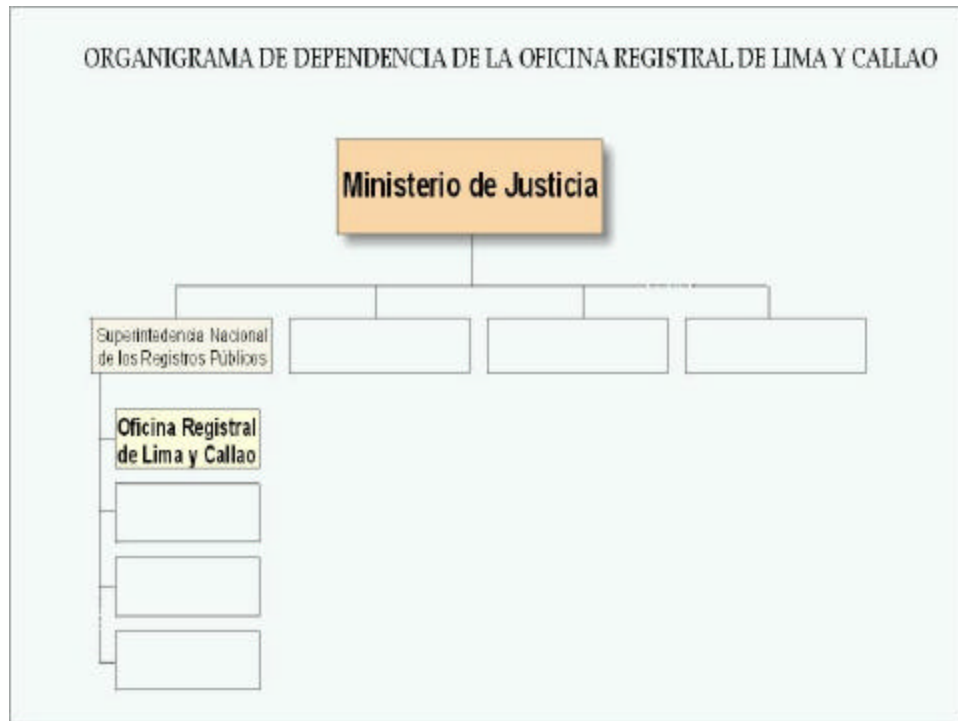 ORGANIGRAMA DE DEPENDENCIA DE LA OFICINA REGISTRAL DE LIMA Y CALLAO
Ministerio de Justicia
Superintedencia Nacional
de los Registros Públicos
Oficina Registral
de Lima y Callao